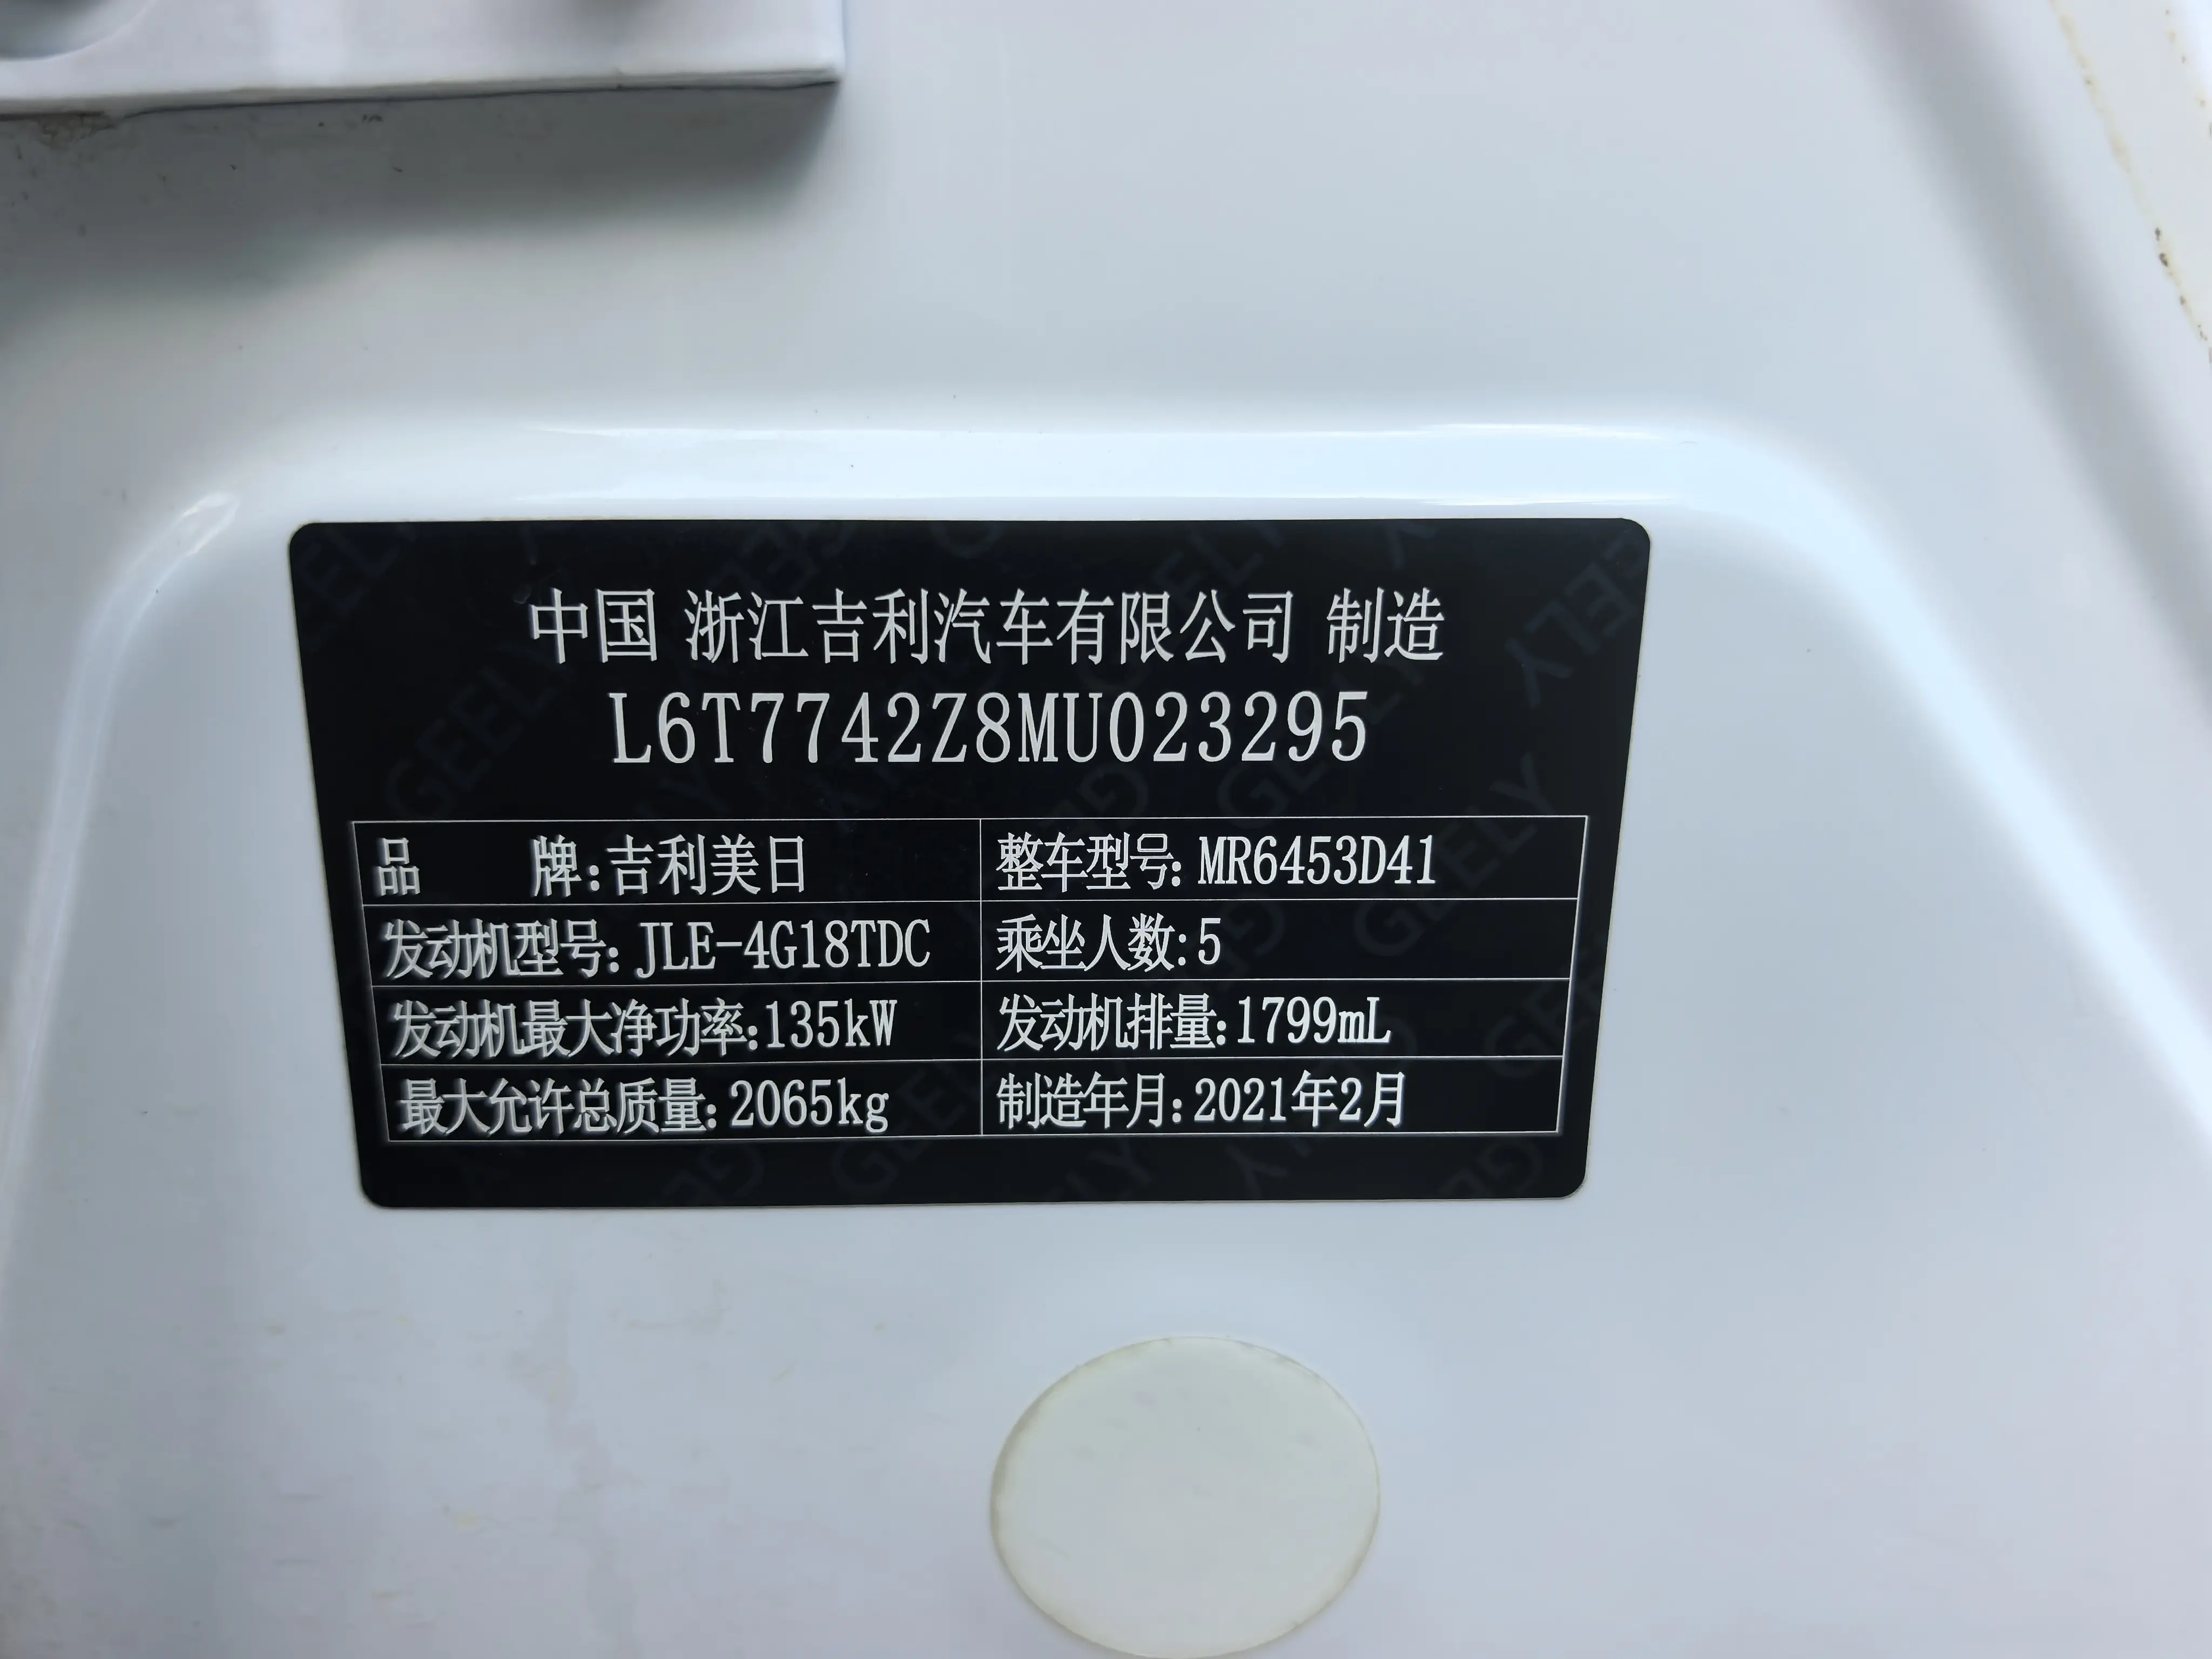 中国 浙江吉利汽车有限公司 制造
L6T7742Z8MU023295
品 牌:吉利美日 整车型号:MR6453D41
发动机型号:JLE-4G18TDC 乘坐人数:5
发动机最大净功率:135kW 发动机排量:1799mL
最大允许总质量:2065kg 制造年月:2021年2月